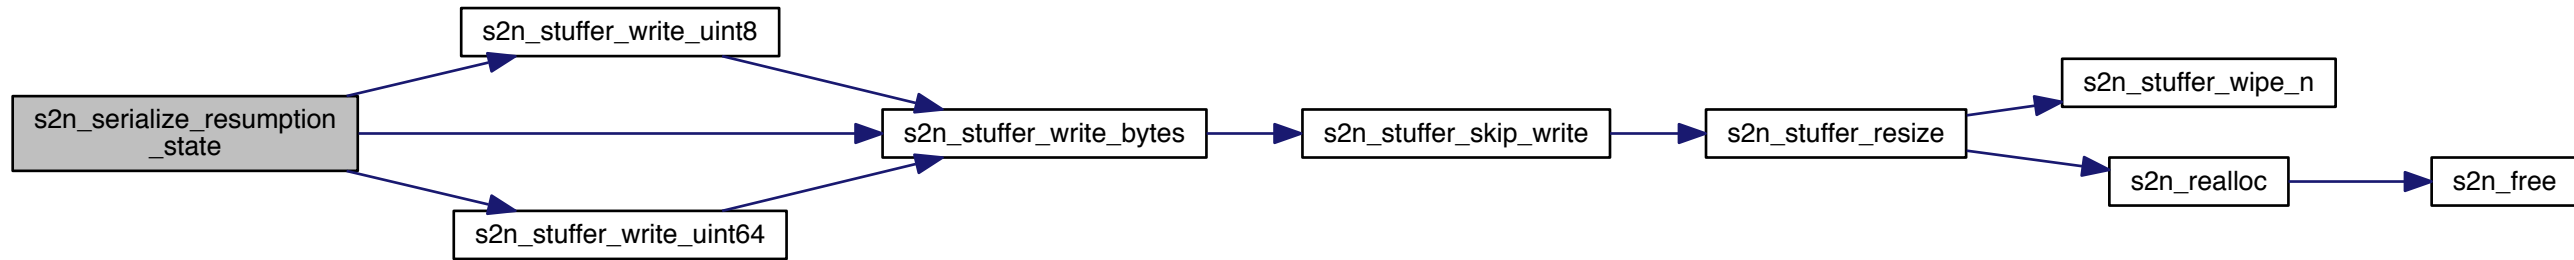 s2n_serialize_resumption
_state
s2n_stuffer_write_uint8
s2n_stuffer_write_bytes
s2n_stuffer_write_uint64
s2n_stuffer_skip_write
s2n_stuffer_resize
s2n_stuffer_wipe_n
s2n_realloc
s2n_free